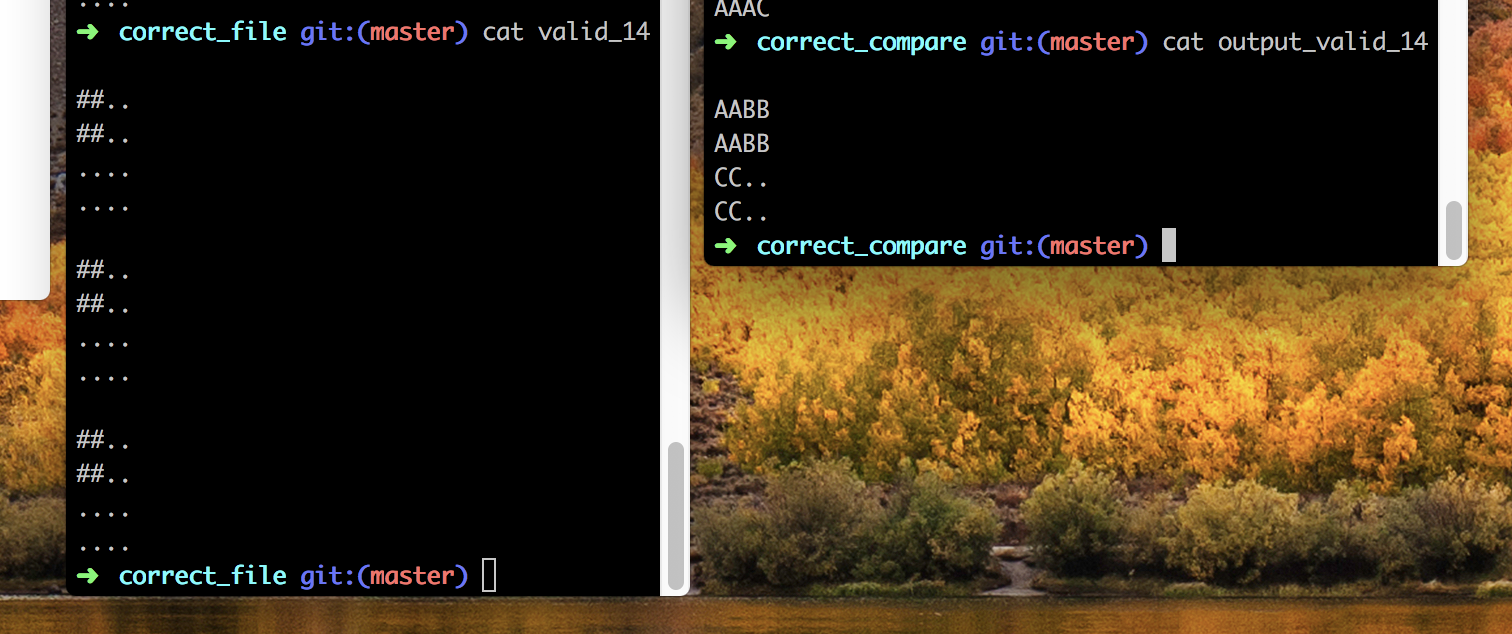 ....
➜ correct_file git:(master) cat valid_14

##..
##..
....
....

##..
##..
....
....

##..
##..
....
....
➜ correct_file git:(master)
AAAC
➜ correct_compare git:(master) cat output_valid_14

AABB
AABB
CC..
CC..
➜ correct_compare git:(master)